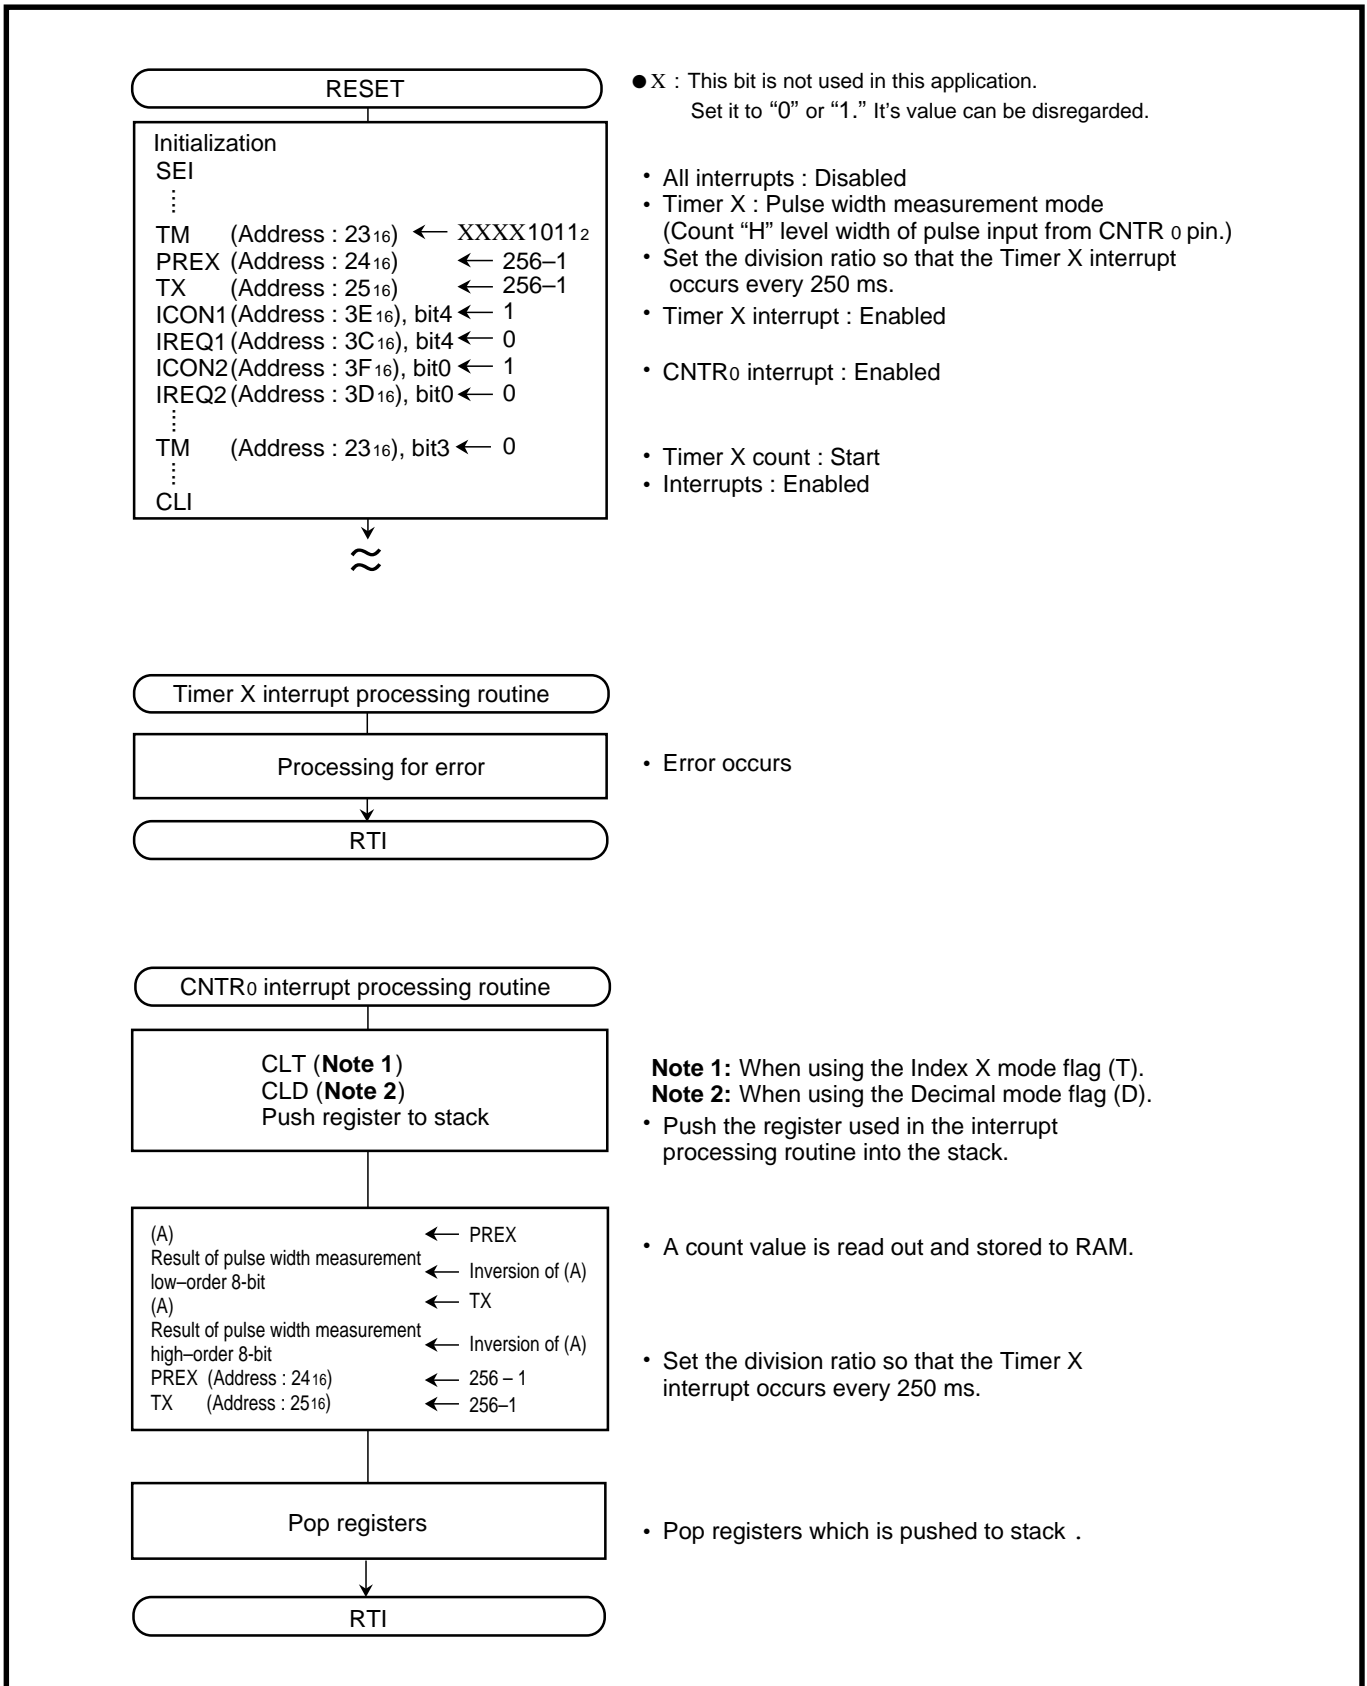 RESET
●X : This bit is not used in this application.
Set it to “0” or “1.” It’s value can be disregarded.
Initialization
SEI
• All interrupts : Disabled
• Timer X : Pulse width measurement mode
TM (Address : 2316) ← XXXX10112
(Count “H” level width of pulse input from CNTR 0 pin.)
PREX (Address : 2416) ← 256–1
• Set the division ratio so that the Timer X interrupt
TX (Address : 2516) ← 256–1
occurs every 250 ms.
ICON1 (Address : 3E16), bit4 ← 1
• Timer X interrupt : Enabled
IREQ1 (Address : 3C16), bit4 ← 0
ICON2 (Address : 3F16), bit0 ← 1
• CNTR0 interrupt : Enabled
IREQ2 (Address : 3D16), bit0 ← 0
TM (Address : 2316), bit3 ← 0
• Timer X count : Start
• Interrupts : Enabled
CLI
≈
Timer X interrupt processing routine
Processing for error
• Error occurs
RTI
CNTR0 interrupt processing routine
CLT (Note 1)
CLD (Note 2)
Push register to stack
Note 1: When using the Index X mode flag (T).
Note 2: When using the Decimal mode flag (D).
• Push the register used in the interrupt
processing routine into the stack.
(A) ← PREX
Result of pulse width measurement
low–order 8-bit ← Inversion of (A)
(A) ← TX
Result of pulse width measurement
high–order 8-bit ← Inversion of (A)
PREX (Address : 2416) ← 256 – 1
TX (Address : 2516) ← 256–1
• A count value is read out and stored to RAM.
• Set the division ratio so that the Timer X
interrupt occurs every 250 ms.
Pop registers
• Pop registers which is pushed to stack .
RTI